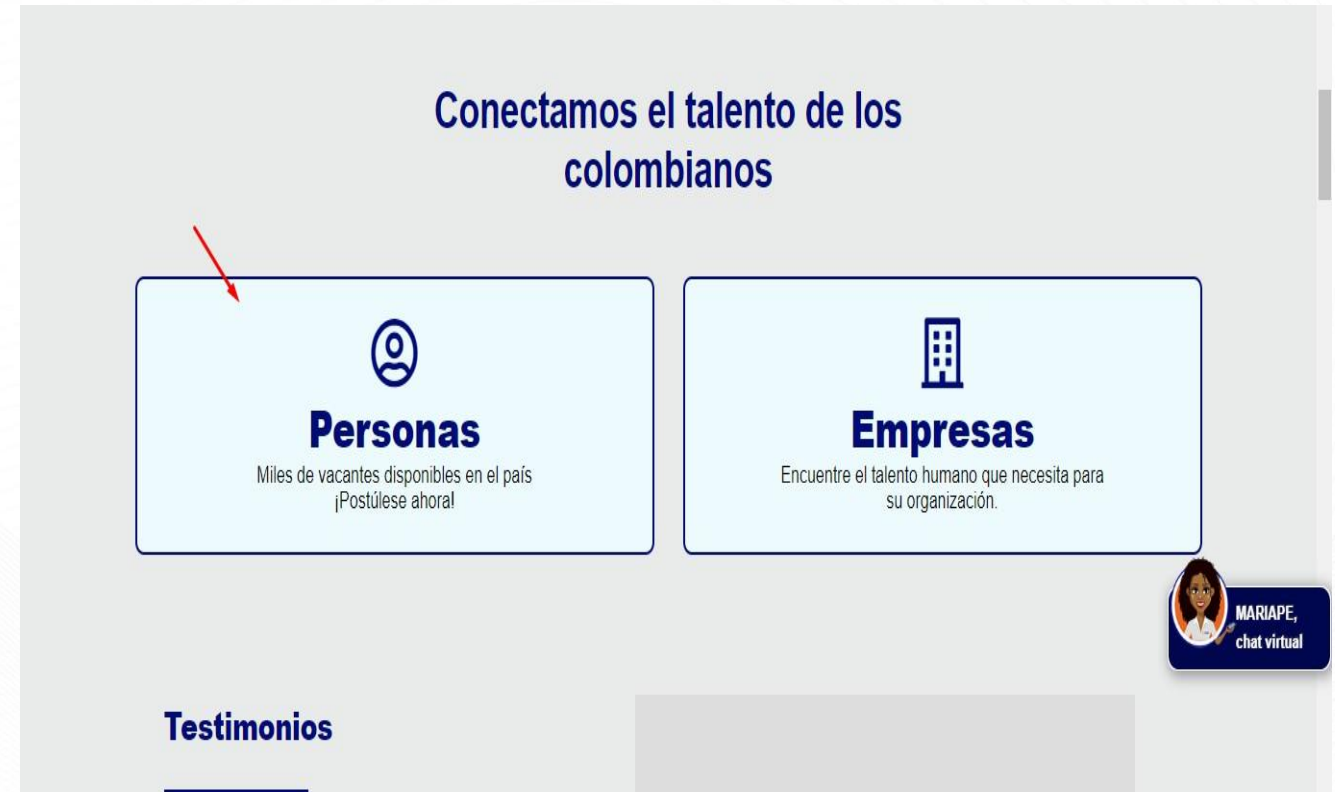 Conectamos el talento de los
colombianos
Personas
Miles de vacantes disponibles en el país
¡Postúlese ahora!
Empresas
Encuentre el talento humano que necesita para
su organización.
MARIAPE,
chat virtual
Testimonios